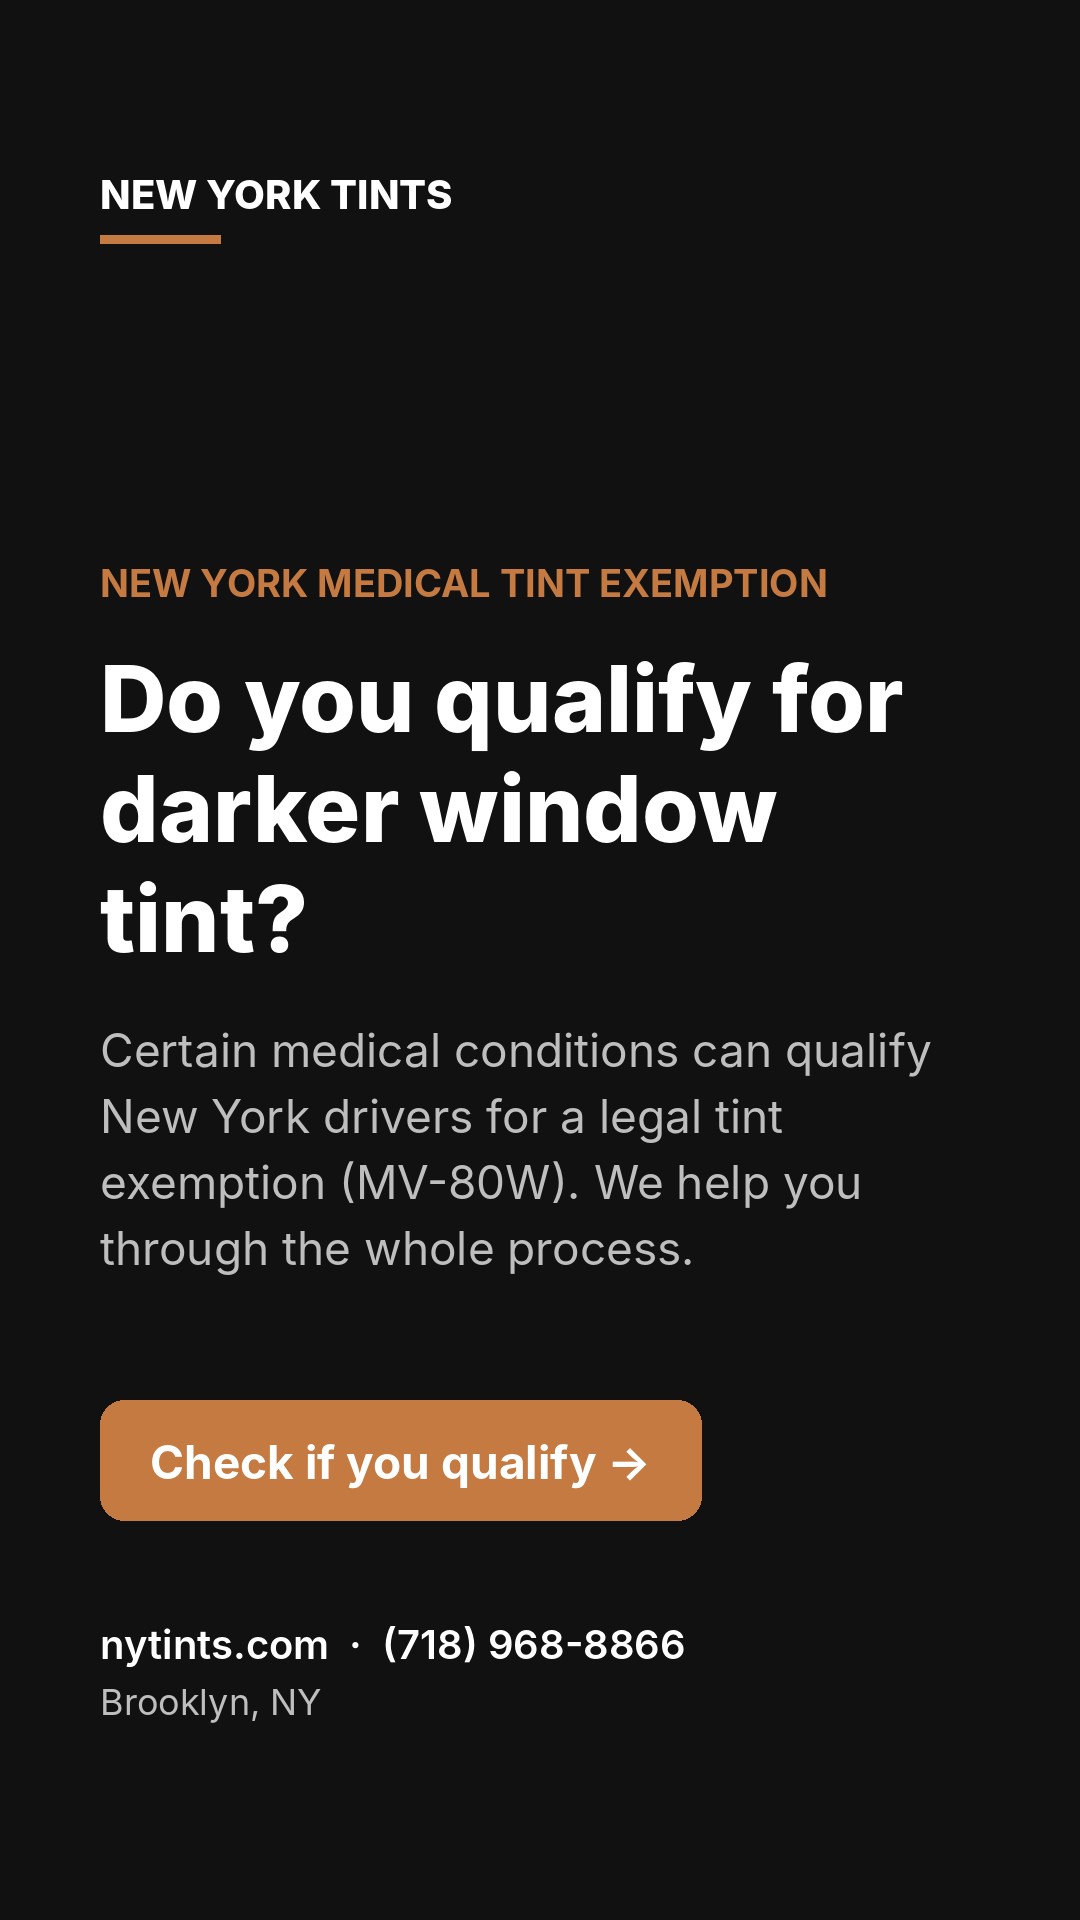 NEW YORK TINTS
NEW YORK MEDICAL TINT EXEMPTION
Do you qualify for
darker window
tint?
Certain medical conditions can qualify
New York drivers for a legal tint
exemption (MV-80W). We help you
through the whole process.
Check if you qualify →
nytints.com · (718) 968-8866
Brooklyn, NY